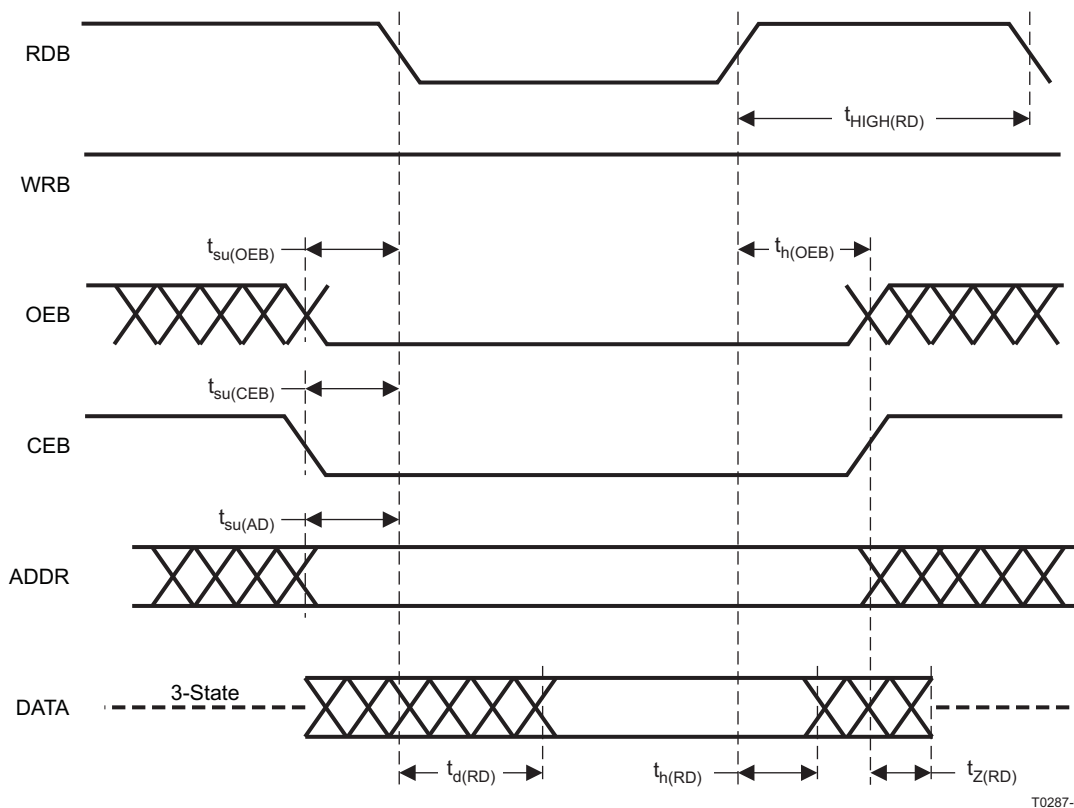 RDB
tHIGH(RD)
WRB
tsu(OEB)
th(OEB)
OEB
tsu(CEB)
CEB
tsu(AD)
ADDR
3-State
DATA
td(RD)
th(RD)
tZ(RD)